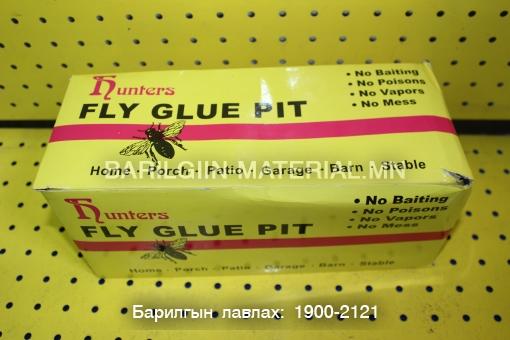 Hunters
FLY GLUE PIT
• No Baiting
• No Poisons
• No Vapors
• No Mess
Home · Porch · Patio · Garage · Barn · Stable
BARILGIIN-MATERIAL.MN
Hunters
FLY GLUE PIT
• No Baiting
• No Poisons
• No Vapors
• No Mess
Home - Porch - Patio - Garage - Barn - Stable
Барилгын лавлах: 1900-2121